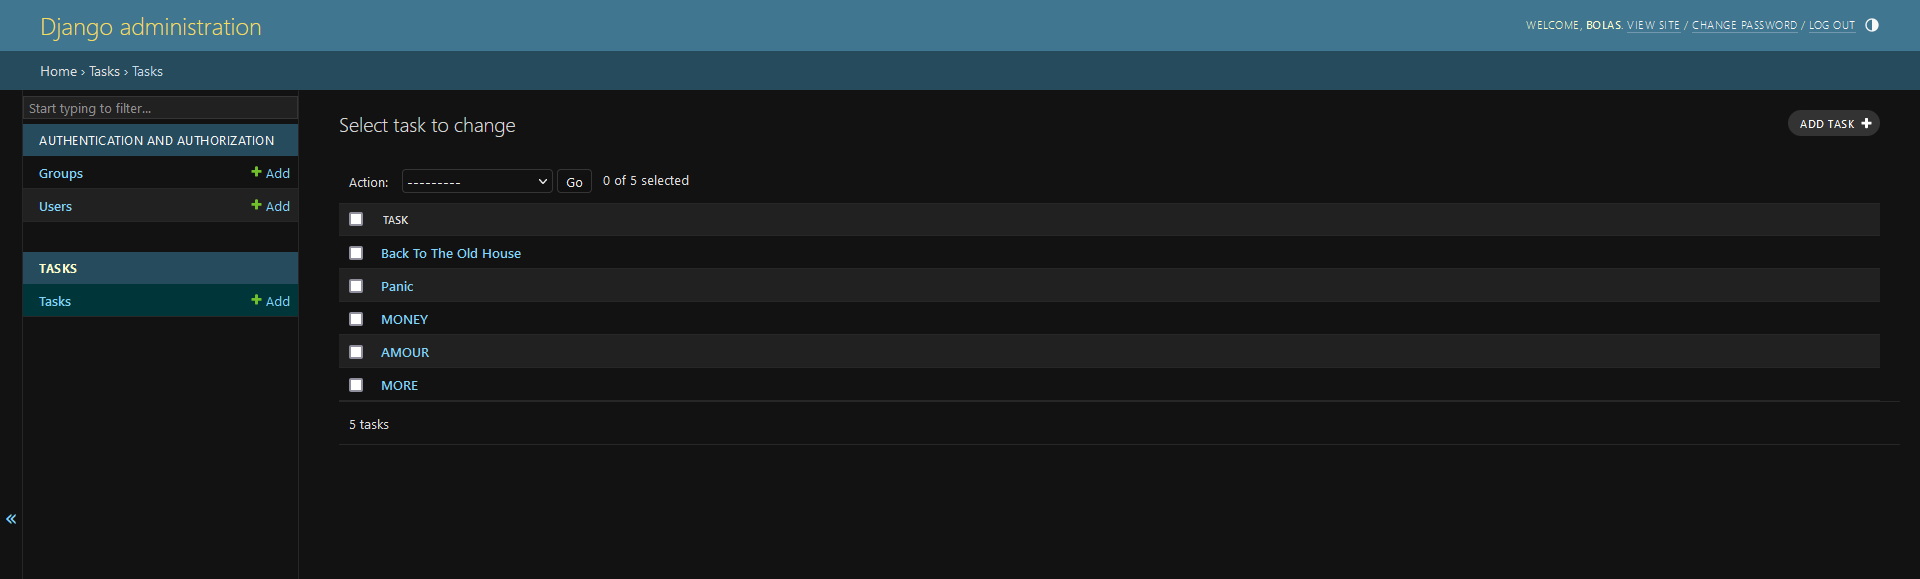 Django administration
WELCOME, BOLAS. VIEW SITE / CHANGE PASSWORD / LOG OUT
Home › Tasks › Tasks
Start typing to filter...
AUTHENTICATION AND AUTHORIZATION
Groups + Add
Users + Add
TASKS
Tasks + Add
«
Select task to change
ADD TASK +
Action: --------- Go 0 of 5 selected
TASK
Back To The Old House
Panic
MONEY
AMOUR
MORE
5 tasks